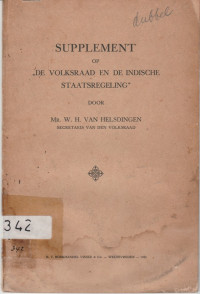 dubbel
SUPPLEMENT
OP
„DE VOLKSRAAD EN DE INDISCHE
STAATSREGELING”
DOOR
Mr. W. H. VAN HELSDINGEN
SECRETARIS VAN DEN VOLKSRAAD
342